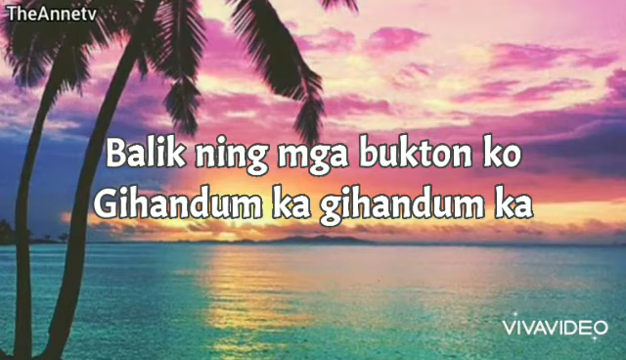 TheAnnetv
Balik ning mga bukton ko
Gihandum ka gihandum ka
VIVAVIDEO